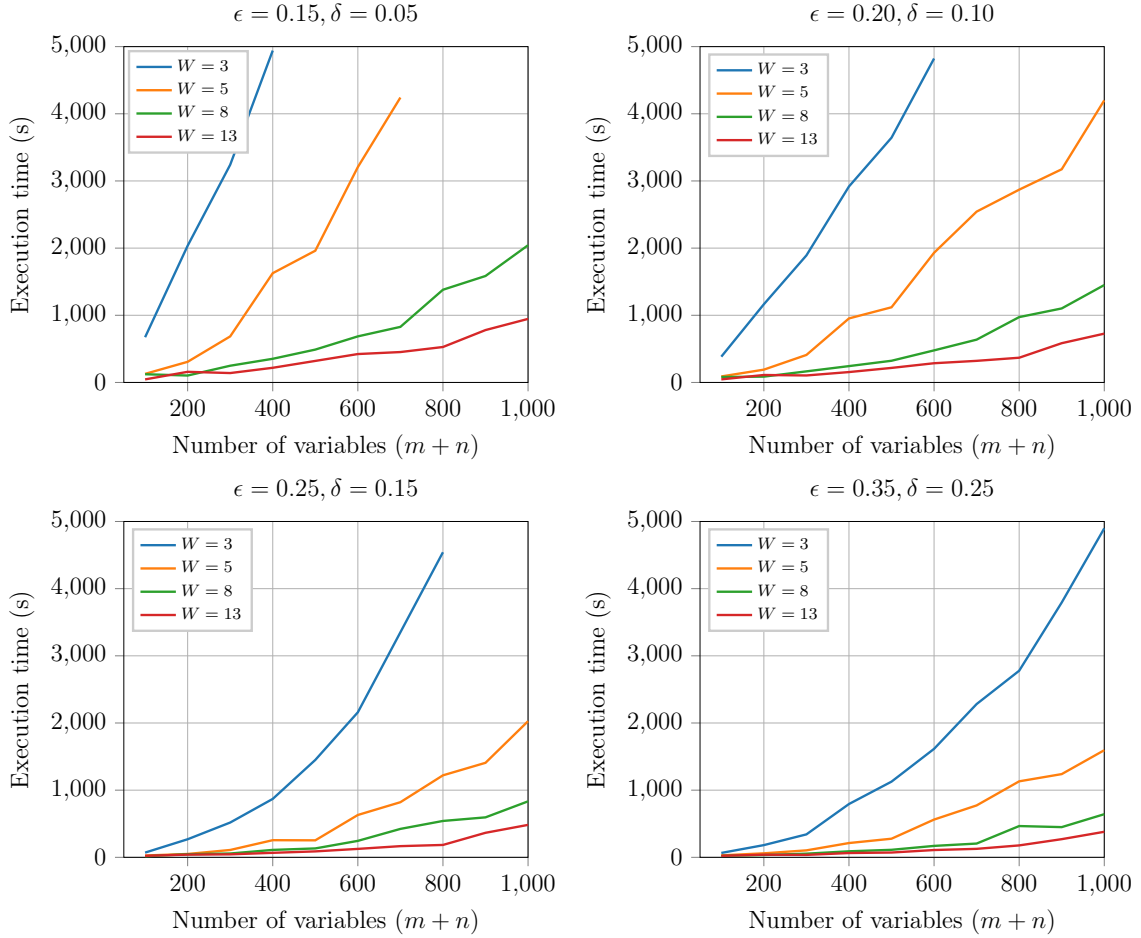 ϵ = 0.15, δ = 0.05
5,000
4,000
3,000
2,000
1,000
0
Execution time (s)
W = 3
W = 5
W = 8
W = 13
200 400 600 800 1,000
Number of variables (m + n)
ϵ = 0.20, δ = 0.10
5,000
4,000
3,000
2,000
1,000
0
Execution time (s)
W = 3
W = 5
W = 8
W = 13
200 400 600 800 1,000
Number of variables (m + n)
ϵ = 0.25, δ = 0.15
5,000
4,000
3,000
2,000
1,000
0
Execution time (s)
W = 3
W = 5
W = 8
W = 13
200 400 600 800 1,000
Number of variables (m + n)
ϵ = 0.35, δ = 0.25
5,000
4,000
3,000
2,000
1,000
0
Execution time (s)
W = 3
W = 5
W = 8
W = 13
200 400 600 800 1,000
Number of variables (m + n)